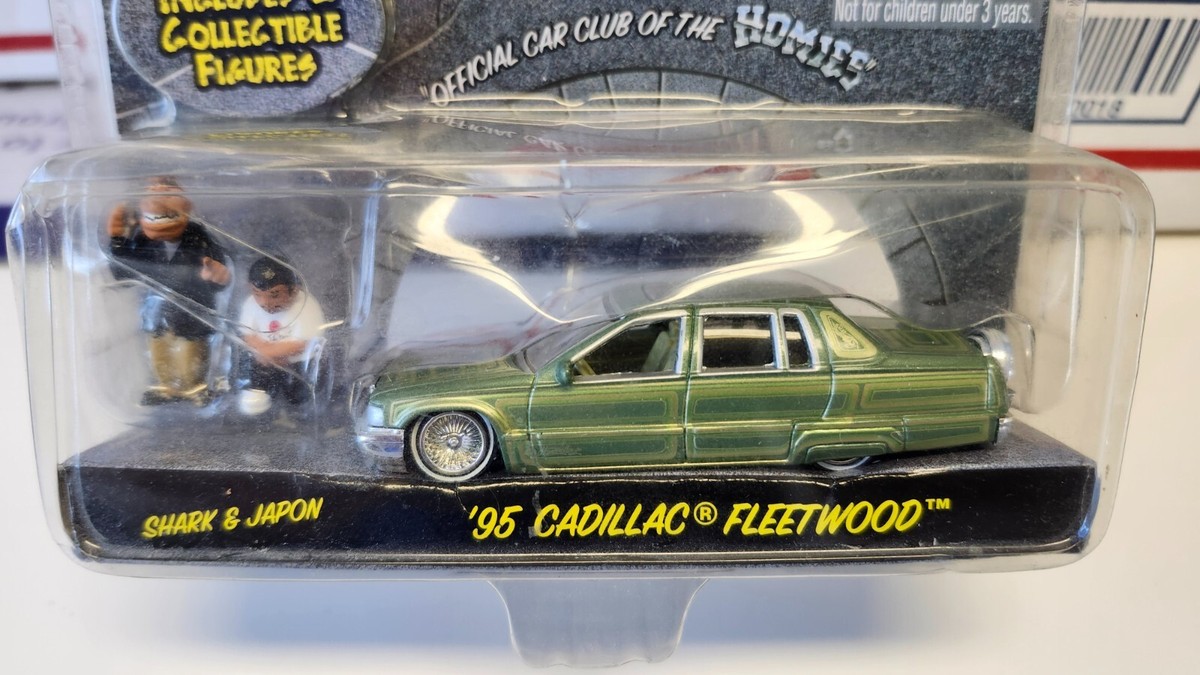 COLLECTIBLE
FIGURES
"OFFICIAL CAR CLUB OF THE HOMIES"
Not for children under 3 years.
SHARK & JAPON
'95 CADILLAC® FLEETWOOD™